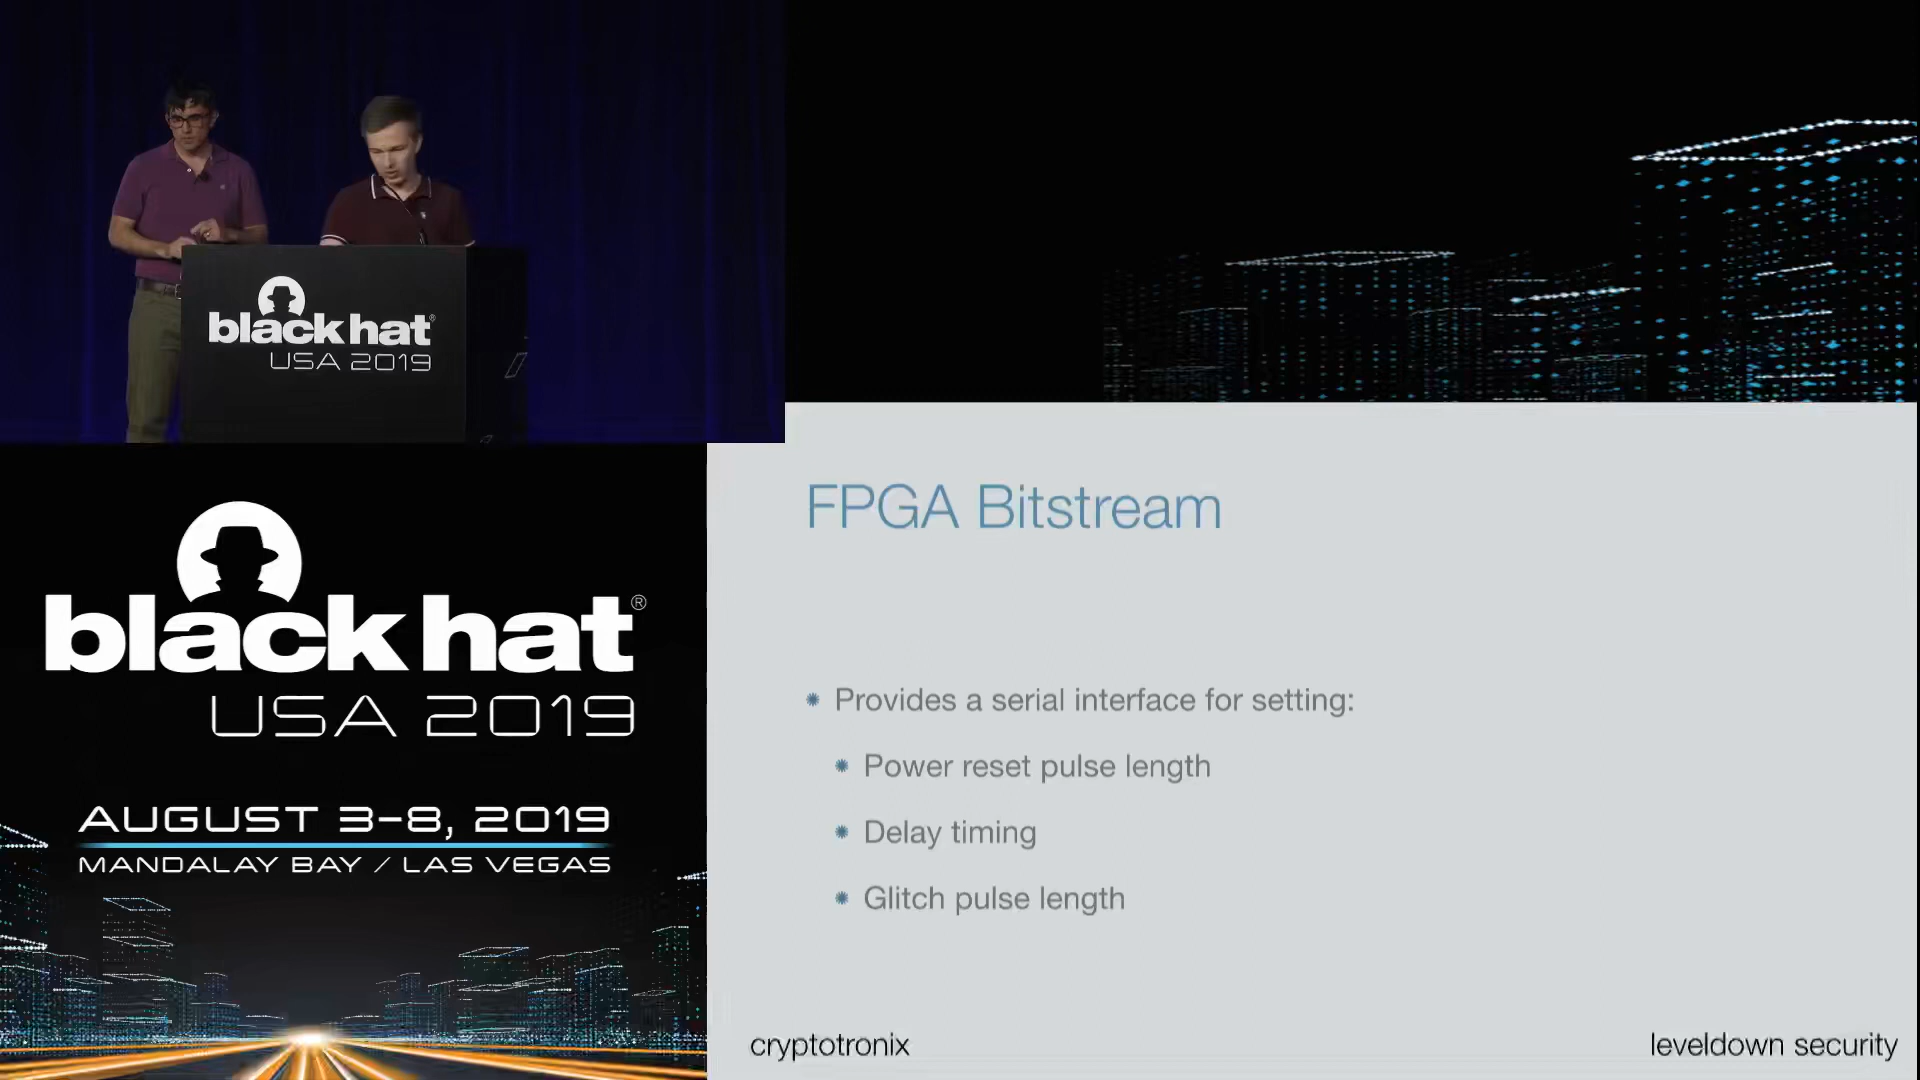 black hat®
USA 2019
FPGA Bitstream
black hat®
USA 2019
AUGUST 3-8, 2019
MANDALAY BAY / LAS VEGAS
Provides a serial interface for setting:
Power reset pulse length
Delay timing
Glitch pulse length
cryptotronix
leveldown security